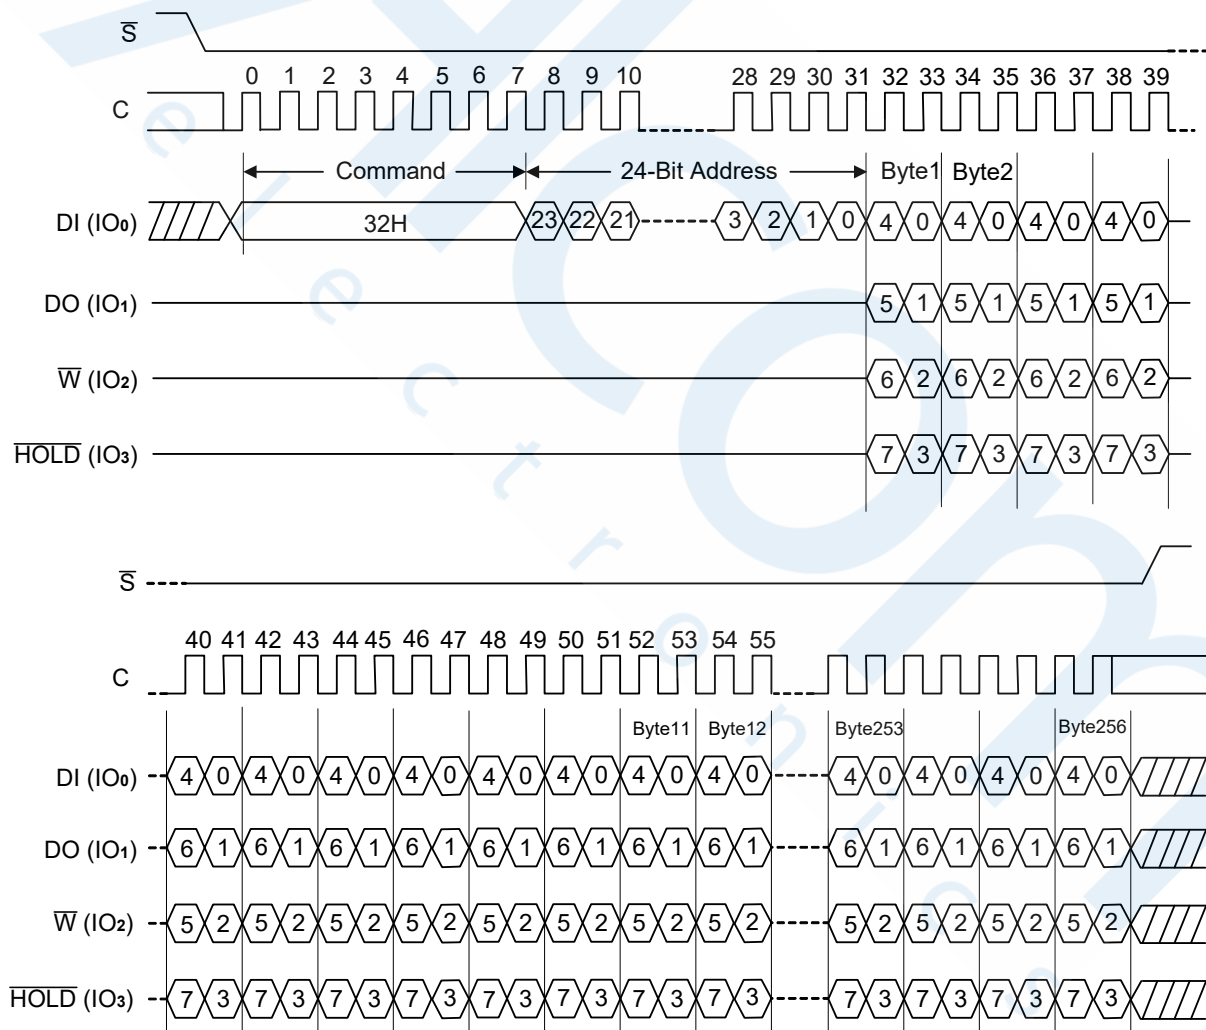 S
0 1 2 3 4 5 6 7 8 9 10 28 29 30 31 32 33 34 35 36 37 38 39
C
Command 24-Bit Address Byte1 Byte2
DI (IO0) 32H 23 22 21 3 2 1 0 4 0 4 0 4 0 4 0
DO (IO1) 5 1 5 1 5 1 5 1
W (IO2) 6 2 6 2 6 2 6 2
HOLD (IO3) 7 3 7 3 7 3 7 3
S
40 41 42 43 44 45 46 47 48 49 50 51 52 53 54 55
C
Byte11 Byte12 Byte253 Byte256
DI (IO0) 4 0 4 0 4 0 4 0 4 0 4 0 4 0 4 0 4 0 4 0 4 0 4 0
DO (IO1) 6 1 6 1 6 1 6 1 6 1 6 1 6 1 6 1 6 1 6 1 6 1 6 1
W (IO2) 5 2 5 2 5 2 5 2 5 2 5 2 5 2 5 2 5 2 5 2 5 2 5 2
HOLD (IO3) 7 3 7 3 7 3 7 3 7 3 7 3 7 3 7 3 7 3 7 3 7 3 7 3
electronics